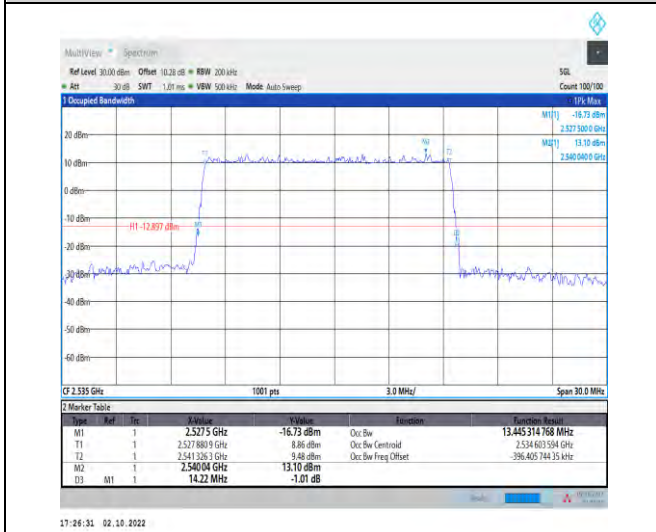 MultiView Spectrum
Ref Level 30.00 dBm Offset 10.28 dB RBW 200 kHz SGL
Att 30 dB SWT 1.01 ms VBW 500 kHz Mode Auto Sweep Count 100/100
1 Occupied Bandwidth 1Pk Max
M1[1] -16.73 dBm
2.527 500 0 GHz
M2[1] 13.10 dBm
2.540 040 0 GHz
20 dBm
M2
T1 T2
10 dBm
0 dBm
-10 dBm
H1 -12.897 dBm M1
-20 dBm
-30 dBm
-40 dBm
-50 dBm
-60 dBm
CF 2.535 GHz 1001 pts 3.0 MHz/ Span 30.0 MHz
2 Marker Table
Type Ref Trc X-Value Y-Value Function Function Result
M1 1 2.5275 GHz -16.73 dBm Occ Bw 13.445 314 768 MHz
T1 1 2.527 880 9 GHz 8.86 dBm Occ Bw Centroid 2.534 603 594 GHz
T2 1 2.541 326 3 GHz 9.48 dBm Occ Bw Freq Offset -396.405 744 35 kHz
M2 1 2.540 04 GHz 13.10 dBm
D3 M1 1 14.22 MHz -1.01 dB
17:26:31 02.10.2022